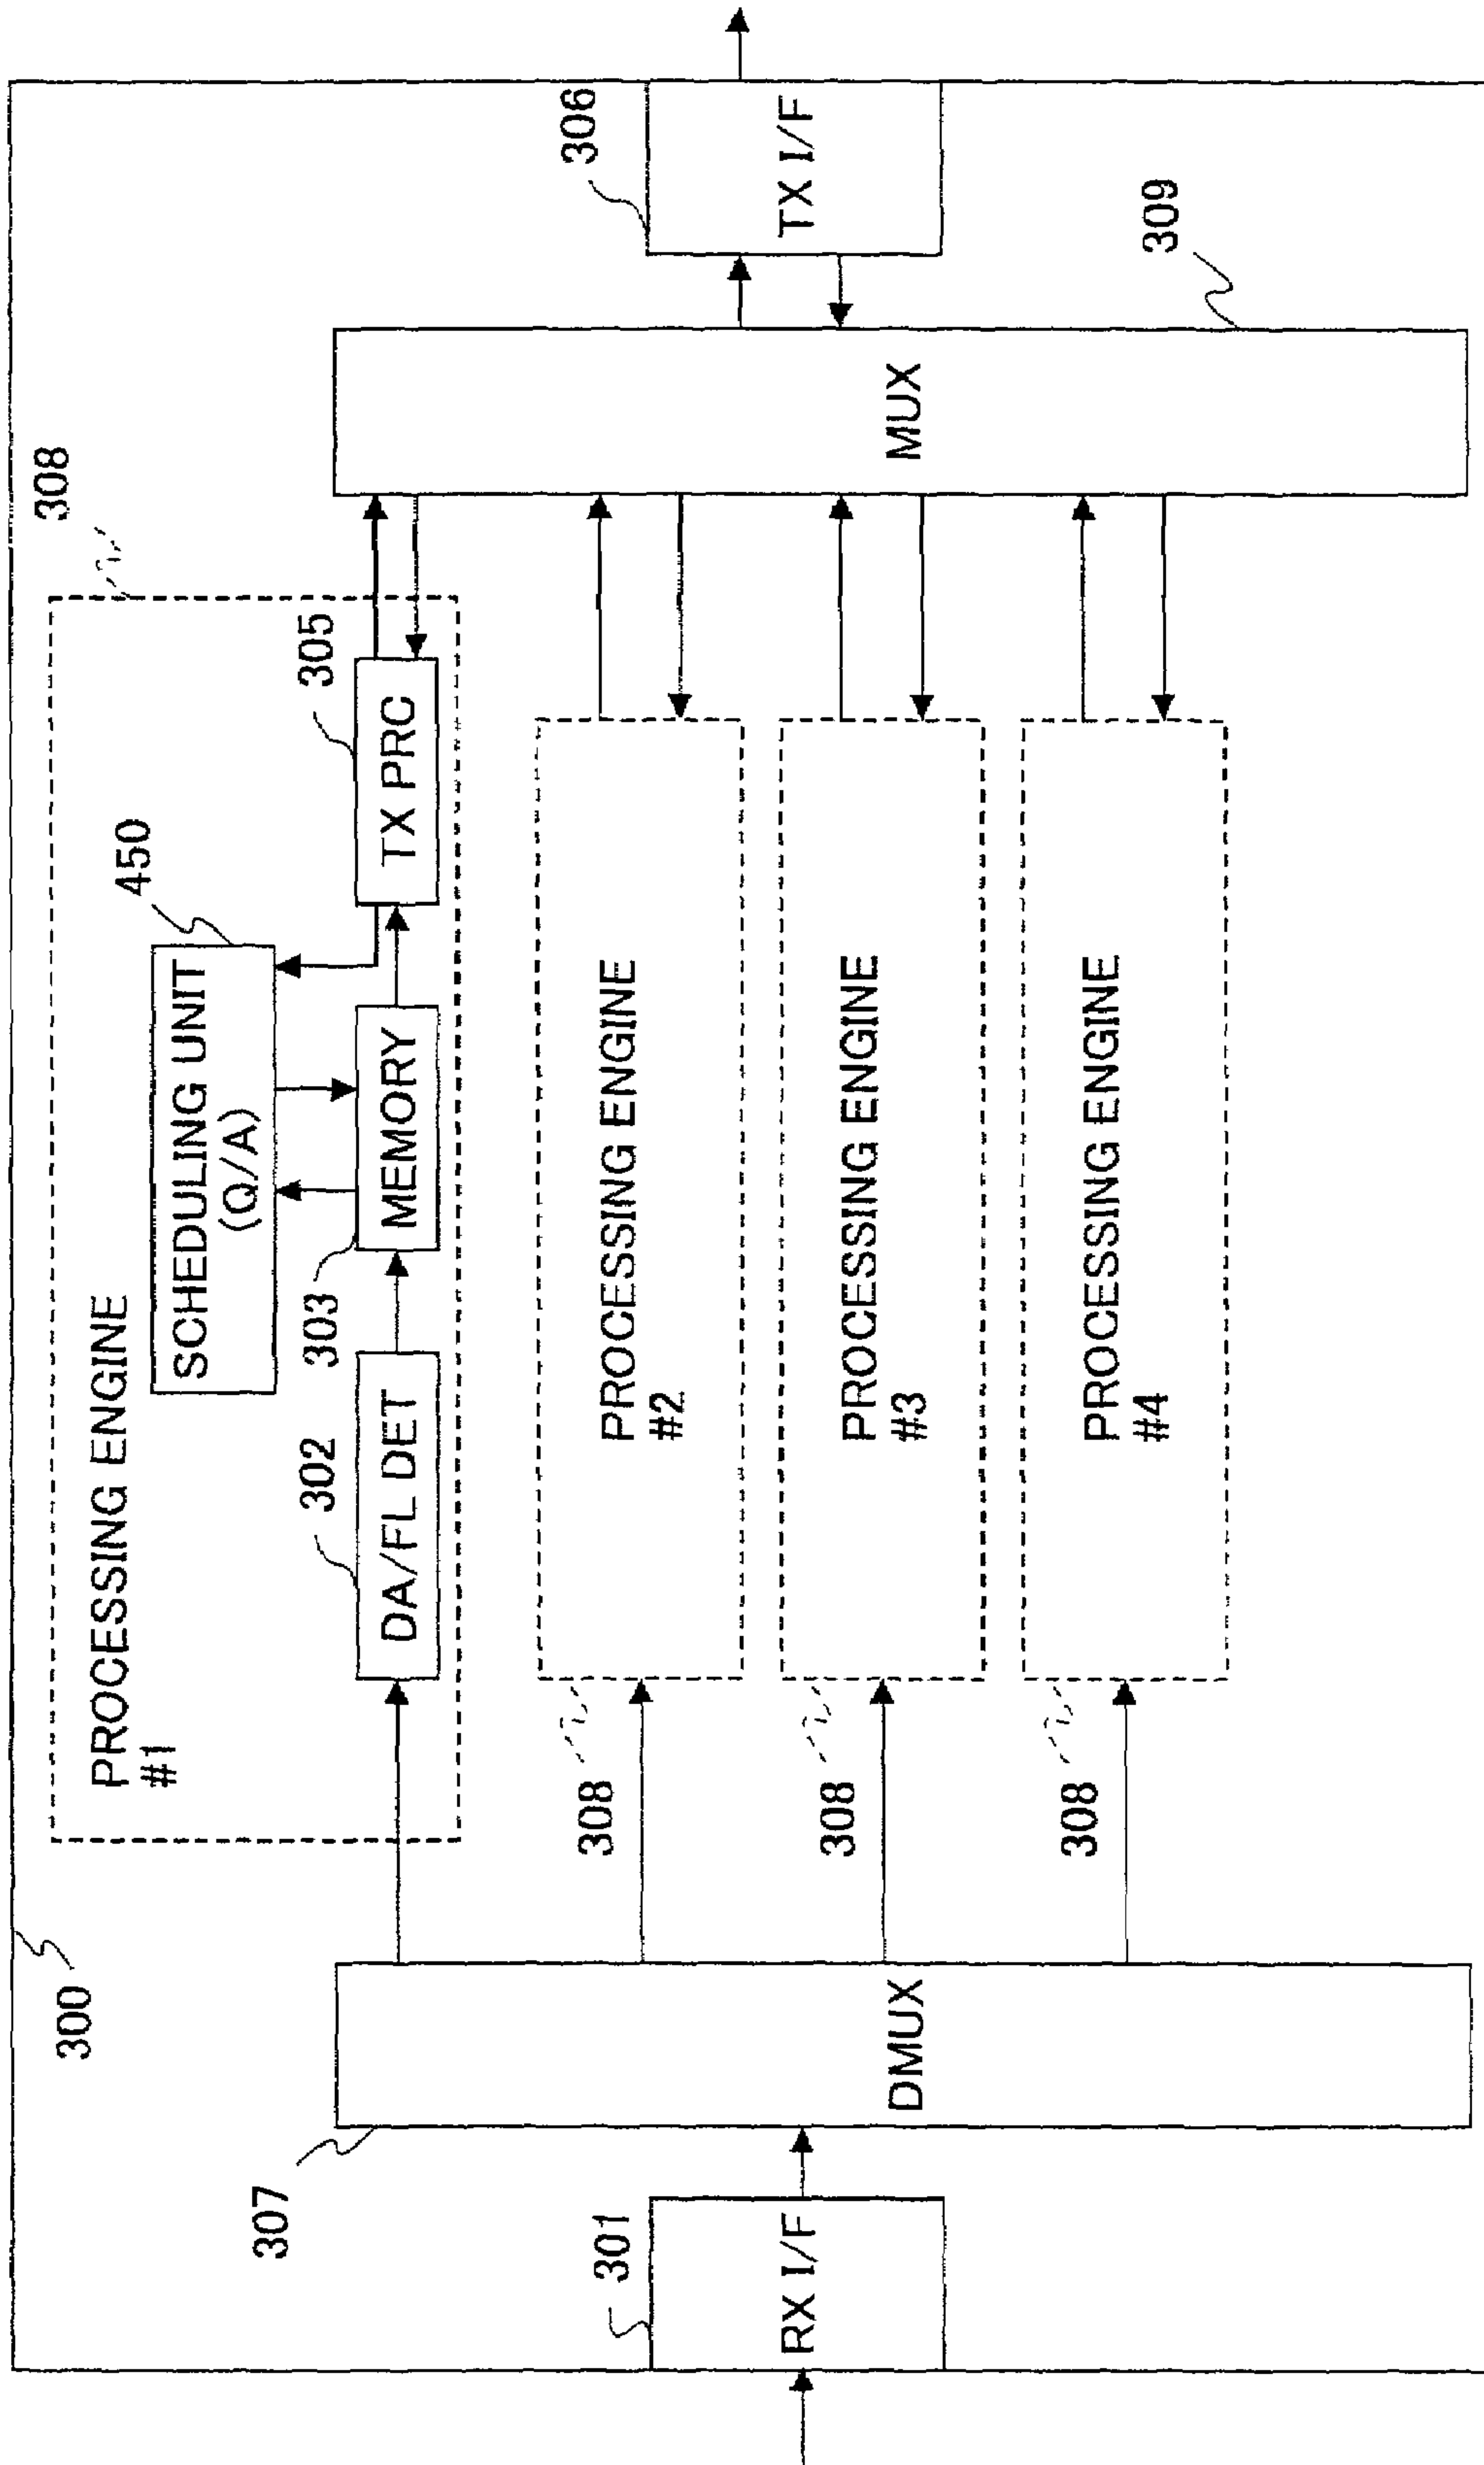 300
PROCESSING ENGINE
#1
308
SCHEDULING UNIT
(Q/A)
450
302
DA/FL DET
303
MEMORY
305
TX PRC
307
DMUX
301
RX I/F
308
PROCESSING ENGINE
#2
308
PROCESSING ENGINE
#3
308
PROCESSING ENGINE
#4
MUX
309
306
TX I/F